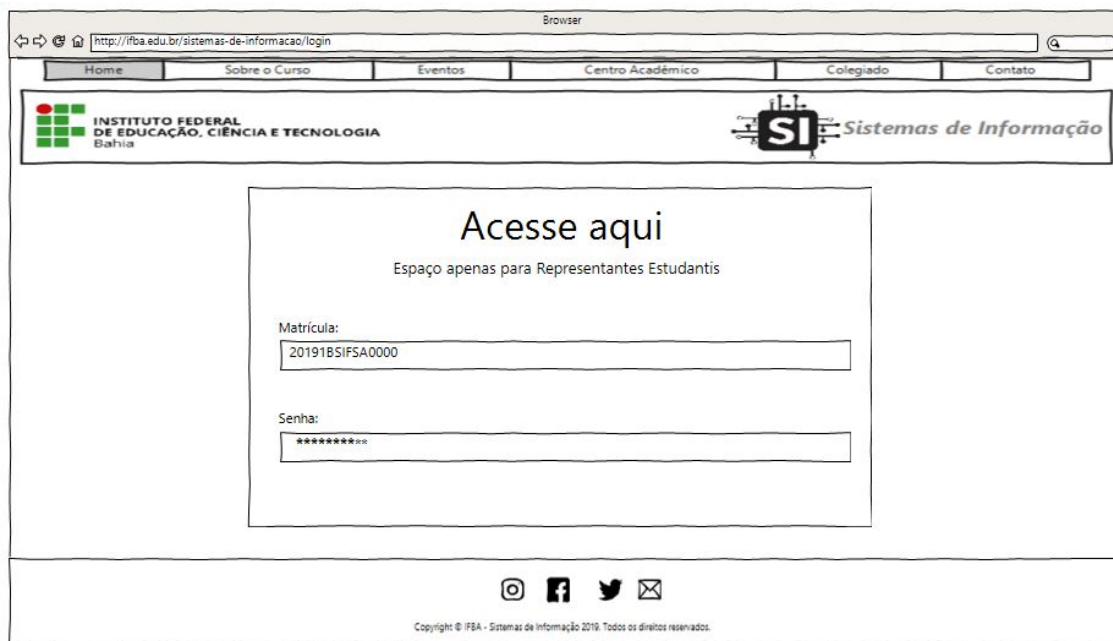 Browser
http://ifba.edu.br/sistemas-de-informacao/login
Home Sobre o Curso Eventos Centro Acadêmico Colegiado Contato
INSTITUTO FEDERAL
DE EDUCAÇÃO, CIÊNCIA E TECNOLOGIA
Bahia
SI Sistemas de Informação
Acesse aqui
Espaço apenas para Representantes Estudantis
Matrícula:
20191BSIFSA0000
Senha:
**********
Copyright © IFBA - Sistemas de Informação 2019. Todos os direitos reservados.